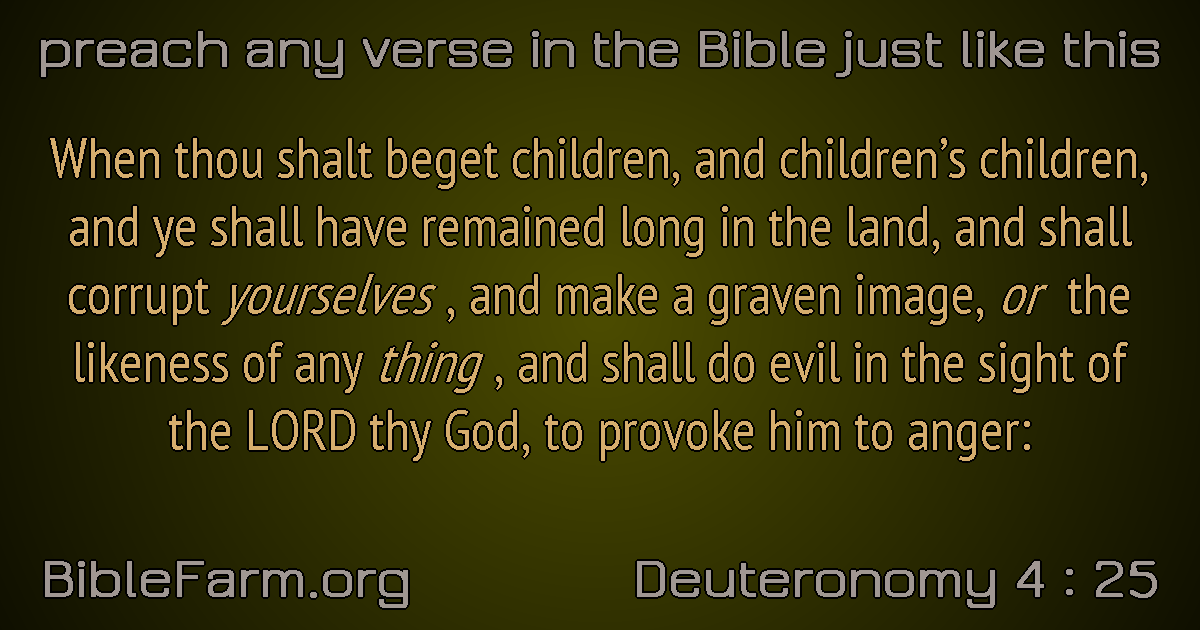 preach any verse in the Bible just like this
When thou shalt beget children, and children’s children,
and ye shall have remained long in the land, and shall
corrupt yourselves , and make a graven image, or the
likeness of any thing , and shall do evil in the sight of
the LORD thy God, to provoke him to anger:
BibleFarm.org
Deuteronomy 4 : 25